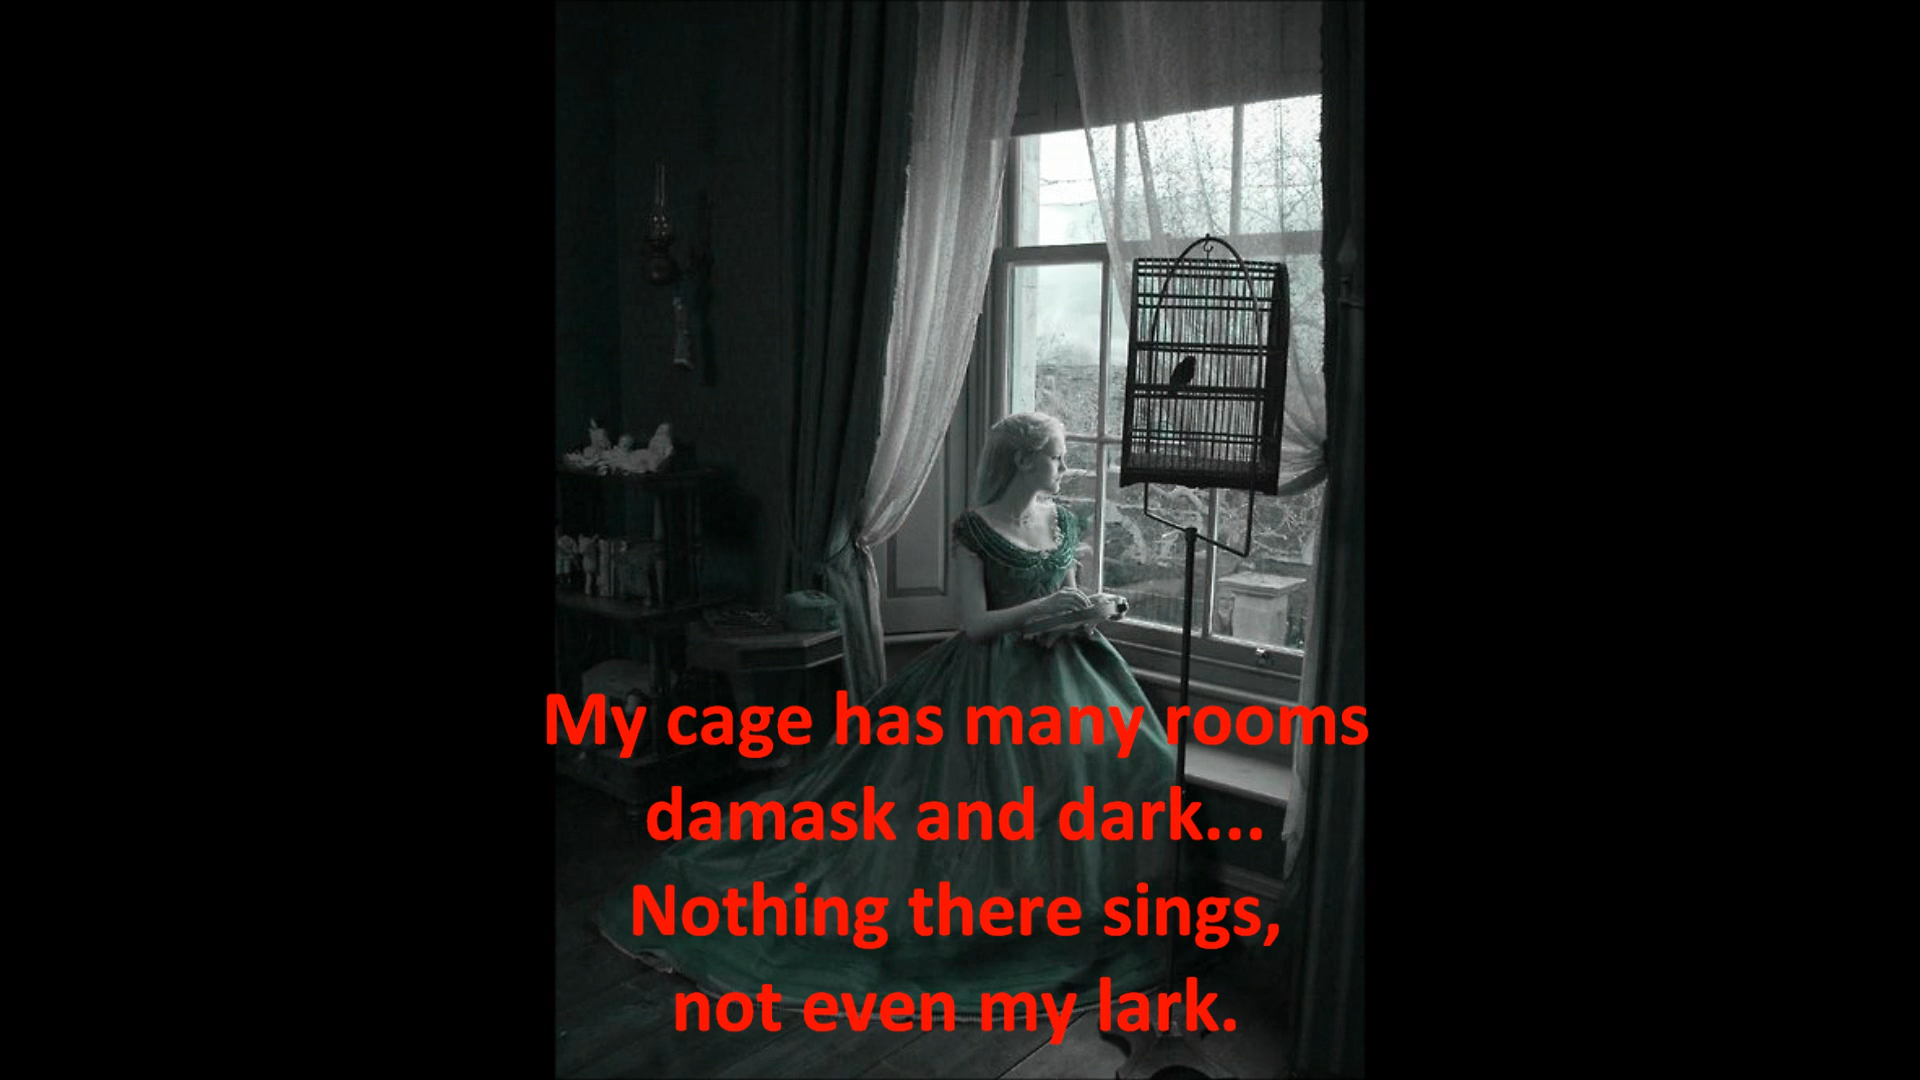 My cage has many rooms
damask and dark...
Nothing there sings,
not even my lark.